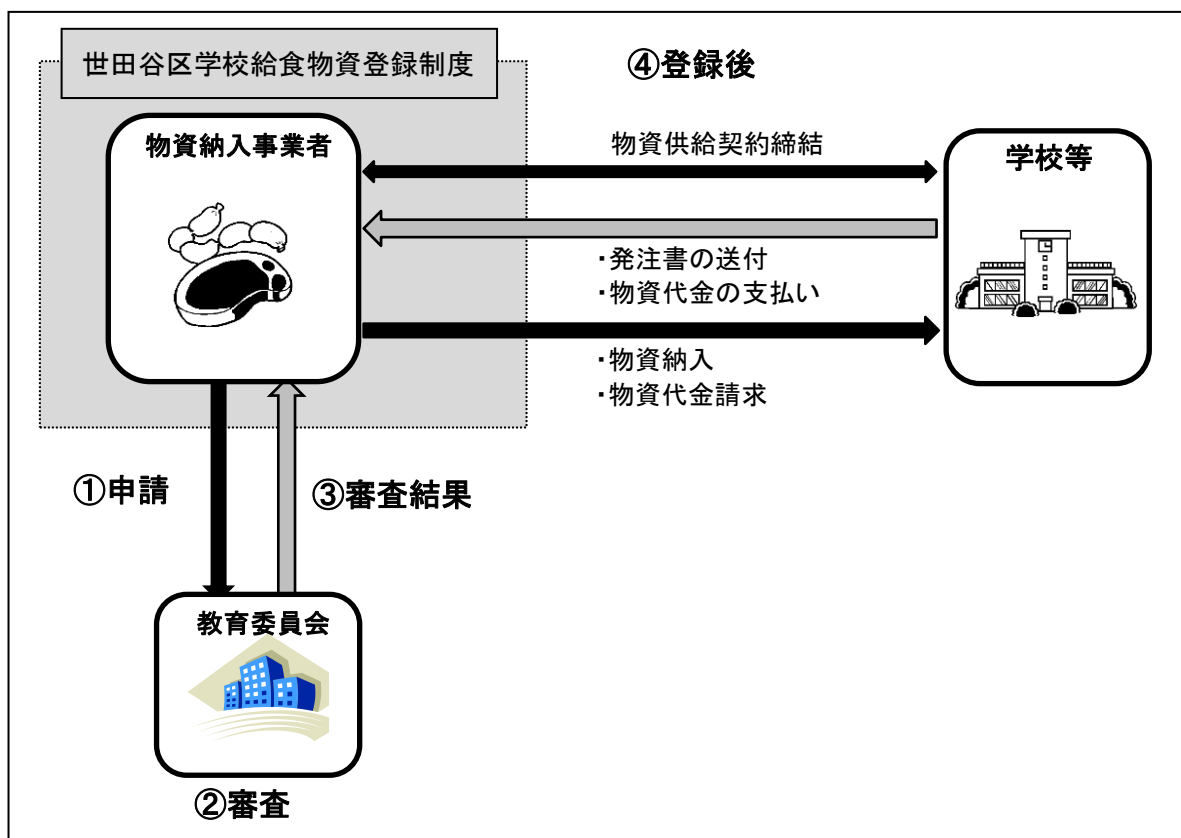 世田谷区学校給食物資登録制度
④登録後
物資納入事業者
物資供給契約締結
学校等
・発注書の送付
・物資代金の支払い
・物資納入
・物資代金請求
①申請
③審査結果
教育委員会
②審査